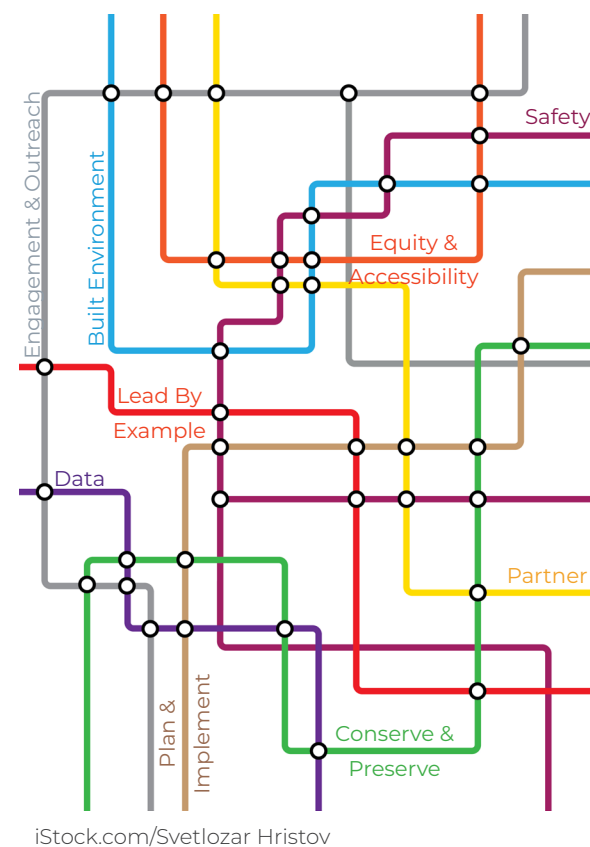 Safety
Engagement & Outreach
Built Environment
Equity &
Accessibility
Lead By
Example
Data
Partner
Plan &
Implement
Conserve &
Preserve
iStock.com/Svetlozar Hristov